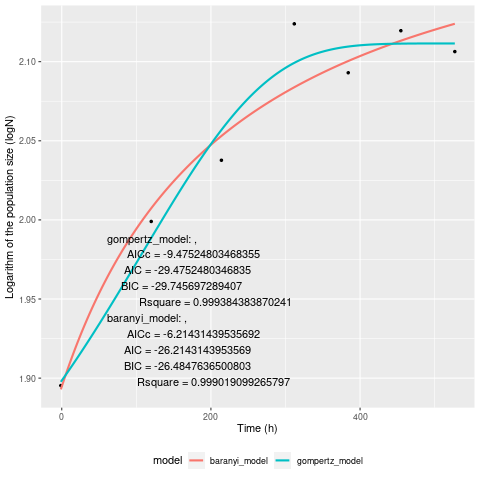 2.10
2.05
2.00
1.95
1.90
Logarithm of the population size (logN)
gompertz_model: ,
AICc = -9.47524803468355
AIC = -29.4752480346835
BIC = -29.745697289407
Rsquare = 0.999384383870241
baranyi_model: ,
AICc = -6.21431439535692
AIC = -26.2143143953569
BIC = -26.4847636500803
Rsquare = 0.999019099265797
0 200 400
Time (h)
model baranyi_model gompertz_model